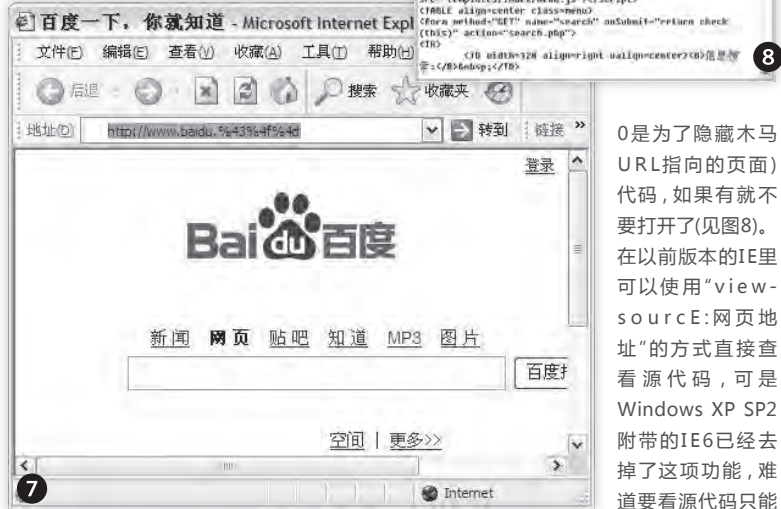 百度一下，你就知道 - Microsoft Internet Expl
文件(F) 编辑(E) 查看(V) 收藏(A) 工具(T) 帮助(H)
后退 搜索 收藏夹
地址(D) http://www.baidu.%43%4f%4d 转到 链接 »
登录
Bai du 百度
新闻 网页 贴吧 知道 MP3 图片
百度
空间 | 更多>>
Internet
7
<TABLE align=center class=menu>
<Form method="GET" name="search" onSubmit="return check
(this)" action="search.php">
<TR>
<TD width=120 align=right valign=center><B>
:</B>&nbsp;</TD>
8
0是为了隐藏木马
URL指向的页面)
代码,如果有就不
要打开了(见图8)。
在以前版本的IE里
可以使用“view-
sourcE:网页地
址”的方式直接查
看源代码,可是
Windows XP SP2
附带的IE6已经去
掉了这项功能,难
道要看源代码只能